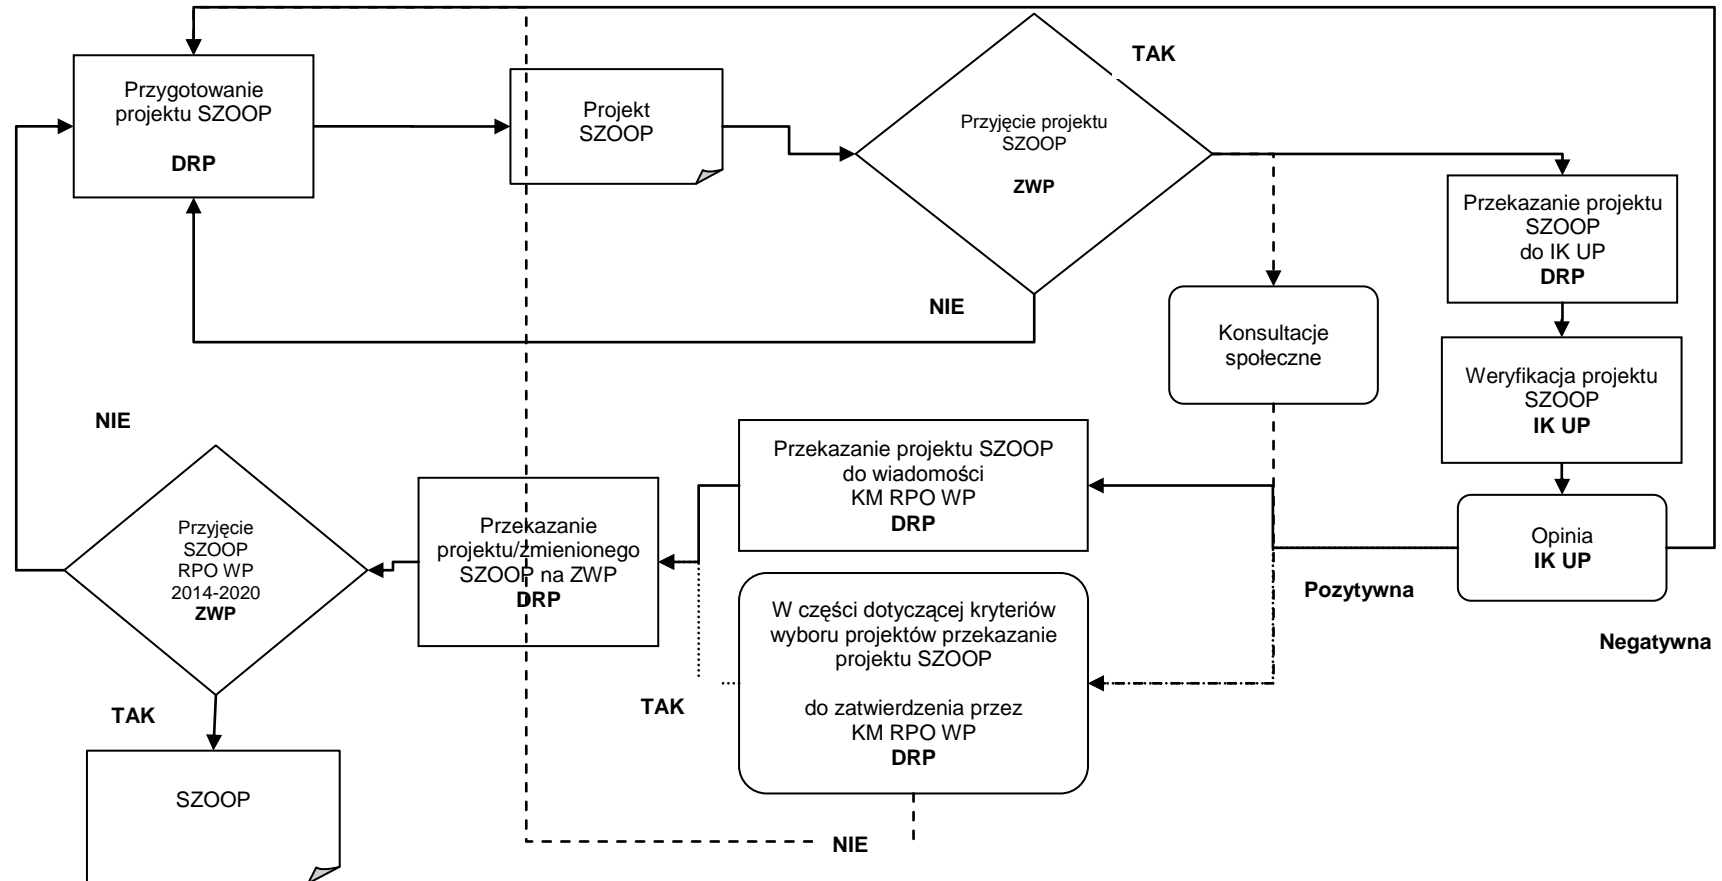 Przygotowanie
projektu SZOOP
DRP
Projekt
SZOOP
Przyjęcie projektu
SZOOP
ZWP
TAK
Przekazanie projektu
SZOOP
do IK UP
DRP
NIE
Konsultacje
społeczne
Weryfikacja projektu
SZOOP
IK UP
NIE
Przyjęcie
SZOOP
RPO WP
2014-2020
ZWP
Przekazanie
projektu/zmienionego
SZOOP na ZWP
DRP
Przekazanie projektu SZOOP
do wiadomości
KM RPO WP
DRP
Opinia
IK UP
Pozytywna
Negatywna
W części dotyczącej kryteriów
wyboru projektów przekazanie
projektu SZOOP
do zatwierdzenia przez
KM RPO WP
DRP
TAK
TAK
SZOOP
NIE